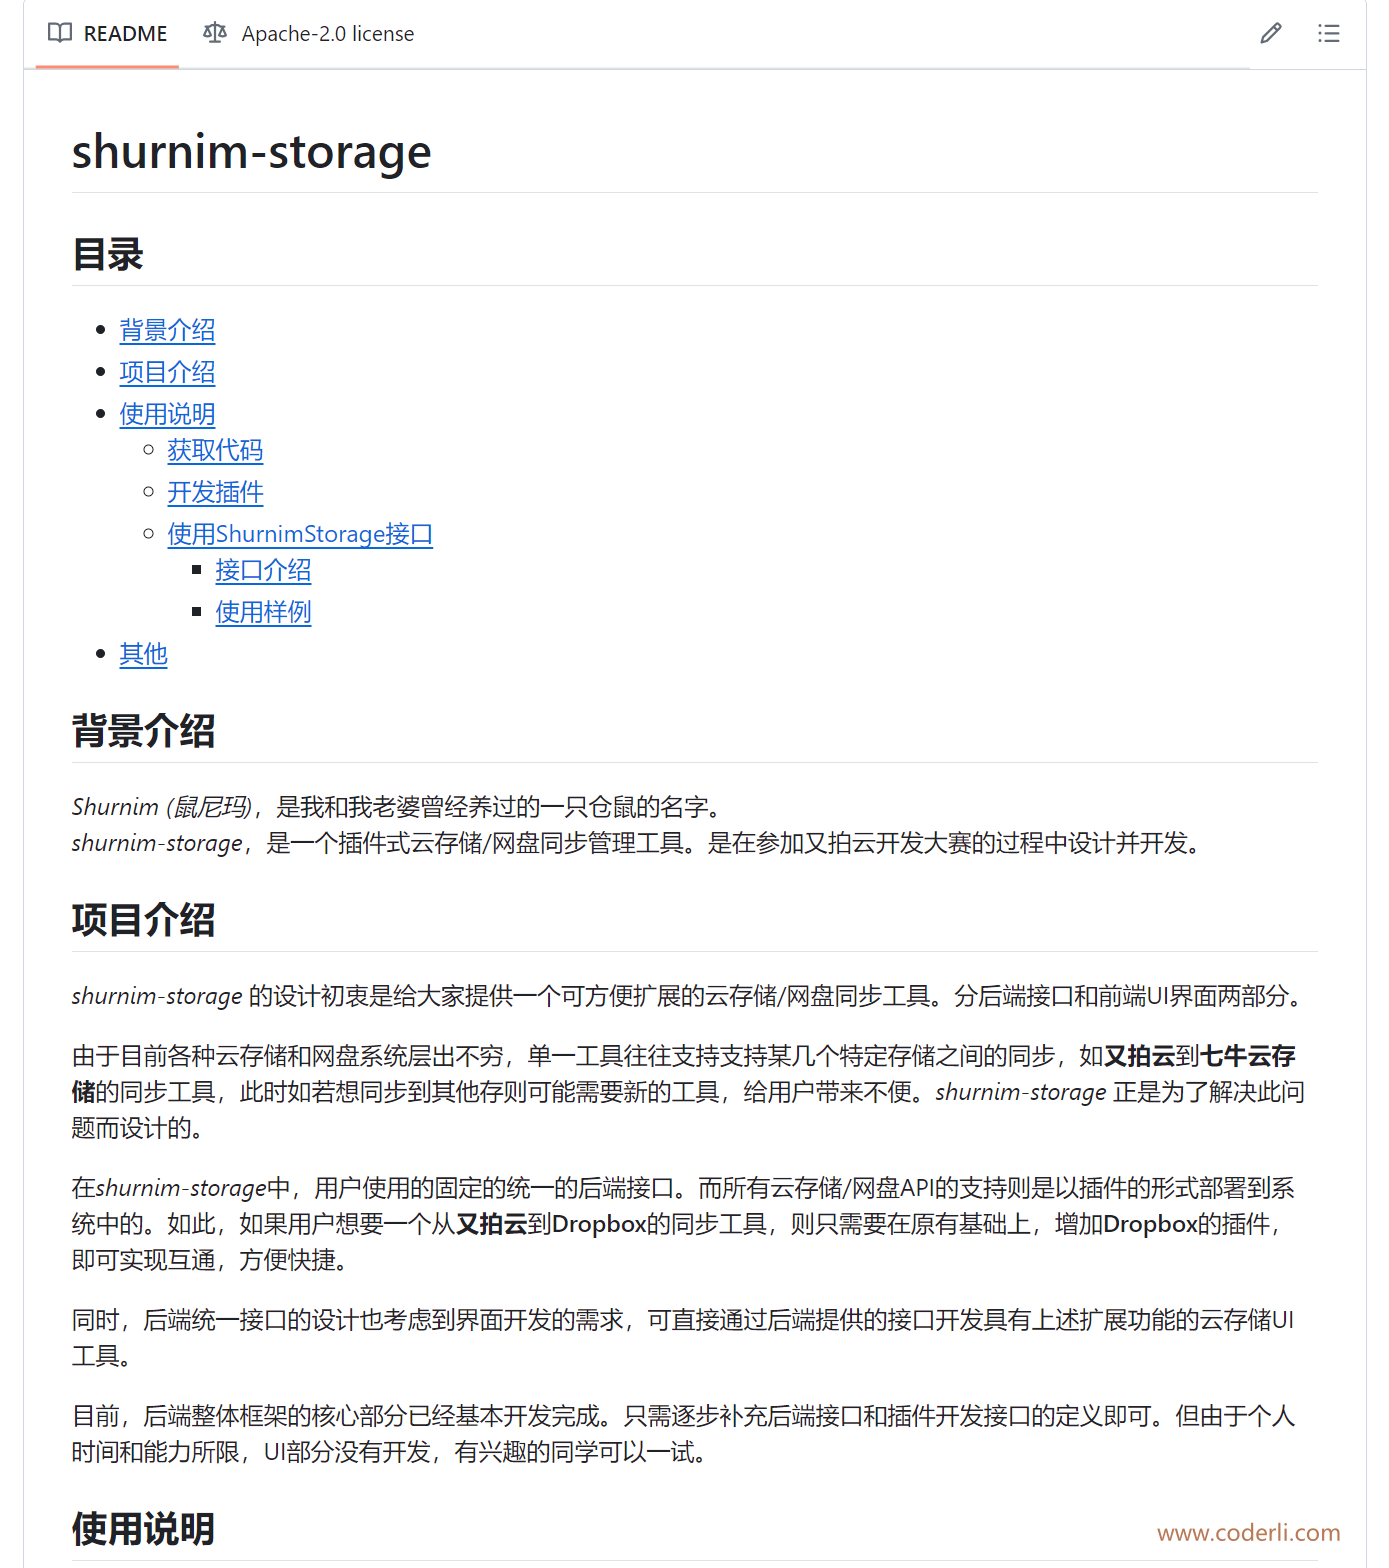 README
Apache-2.0 license
shurnim-storage
目录
背景介绍
项目介绍
使用说明
获取代码
开发插件
使用ShurnimStorage接口
接口介绍
使用样例
其他
背景介绍
Shurnim (鼠尼玛)，是我和我老婆曾经养过的一只仓鼠的名字。
shurnim-storage，是一个插件式云存储/网盘同步管理工具。是在参加又拍云开发大赛的过程中设计并开发。
项目介绍
shurnim-storage 的设计初衷是给大家提供一个可方便扩展的云存储/网盘同步工具。分后端接口和前端UI界面两部分。
由于目前各种云存储和网盘系统层出不穷，单一工具往往支持支持某几个特定存储之间的同步，如又拍云到七牛云存
储的同步工具，此时如若想同步到其他存则可能需要新的工具，给用户带来不便。shurnim-storage 正是为了解决此问
题而设计的。
在shurnim-storage中，用户使用的固定的统一的后端接口。而所有云存储/网盘API的支持则是以插件的形式部署到系
统中的。如此，如果用户想要一个从又拍云到Dropbox的同步工具，则只需要在原有基础上，增加Dropbox的插件，
即可实现互通，方便快捷。
同时，后端统一接口的设计也考虑到界面开发的需求，可直接通过后端提供的接口开发具有上述扩展功能的云存储UI
工具。
目前，后端整体框架的核心部分已经基本开发完成。只需逐步补充后端接口和插件开发接口的定义即可。但由于个人
时间和能力所限，UI部分没有开发，有兴趣的同学可以一试。
使用说明
www.coderli.com